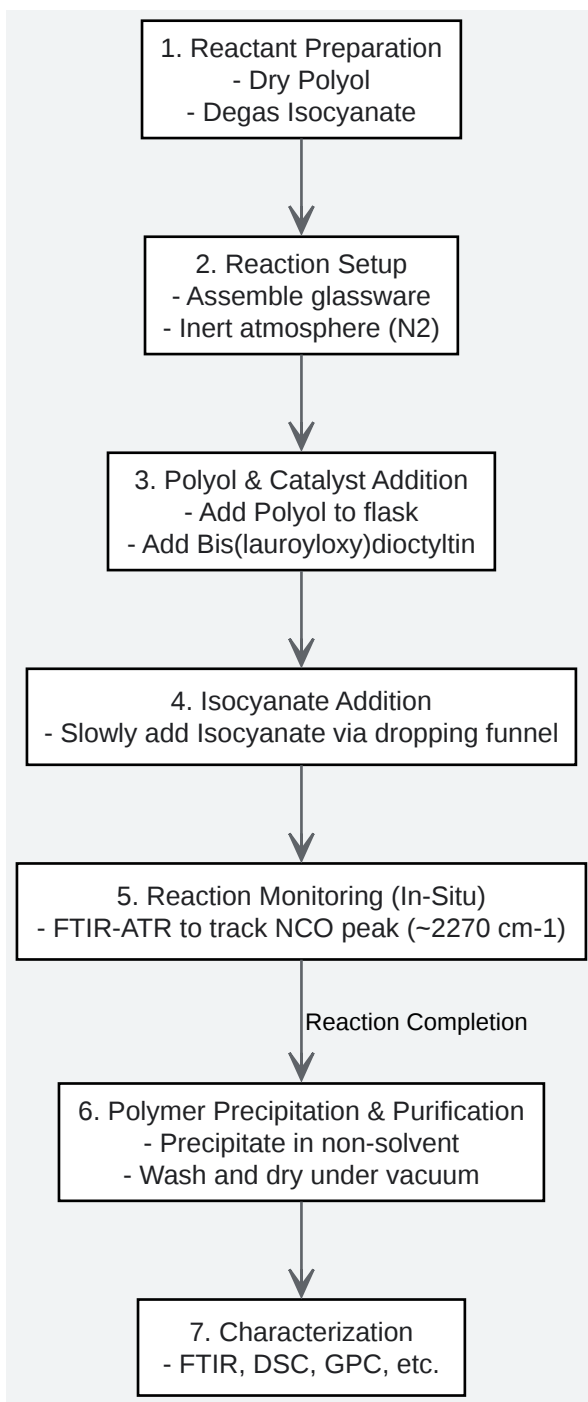 1. Reactant Preparation
- Dry Polyol
- Degas Isocyanate
2. Reaction Setup
- Assemble glassware
- Inert atmosphere (N2)
3. Polyol & Catalyst Addition
- Add Polyol to flask
- Add Bis(lauroyloxy)dioctyltin
4. Isocyanate Addition
- Slowly add Isocyanate via dropping funnel
5. Reaction Monitoring (In-Situ)
- FTIR-ATR to track NCO peak (~2270 cm-1)
Reaction Completion
6. Polymer Precipitation & Purification
- Precipitate in non-solvent
- Wash and dry under vacuum
7. Characterization
- FTIR, DSC, GPC, etc.